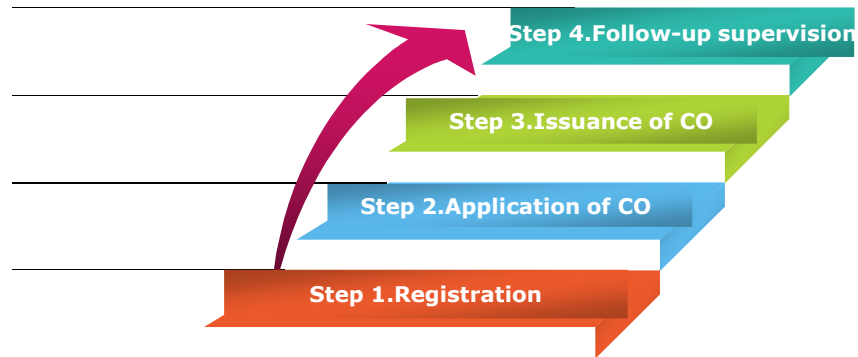 Step 4.Follow-up supervision
Step 3.Issuance of CO
Step 2.Application of CO
Step 1.Registration